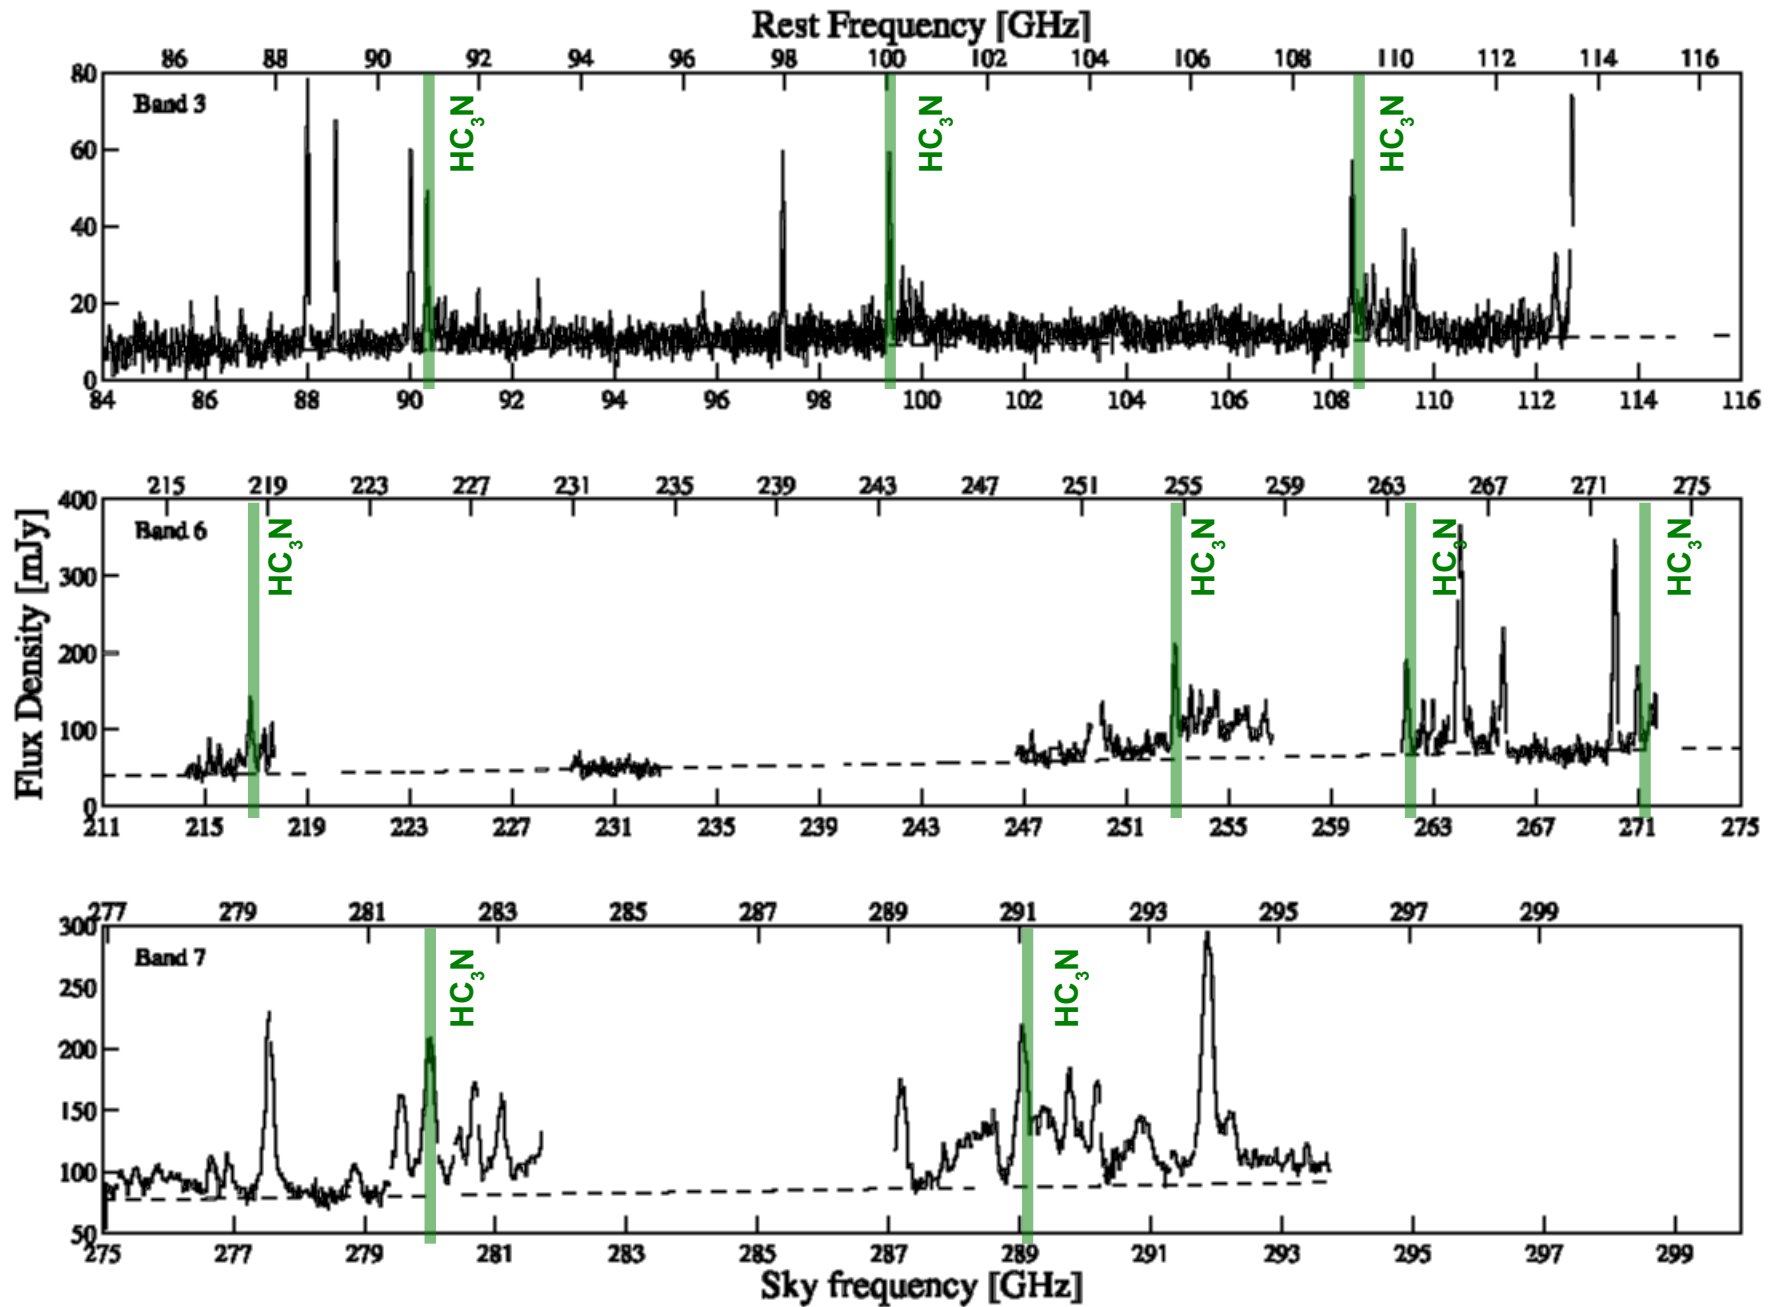 Rest Frequency [GHz]
86 88 90 92 94 96 98 100 102 104 106 108 110 112 114 116
80
60
40
20
0
Band 3
HC3N
HC3N
HC3N
84 86 88 90 92 94 96 98 100 102 104 106 108 110 112 114 116
215 219 223 227 231 235 239 243 247 251 255 259 263 267 271 275
400
300
200
100
0
Band 6
HC3N
HC3N
HC3N
HC3N
Flux Density [mJy]
211 215 219 223 227 231 235 239 243 247 251 255 259 263 267 271 275
277 279 281 283 285 287 289 291 293 295 297 299
300
250
200
150
100
50
Band 7
HC3N
HC3N
275 277 279 281 283 285 287 289 291 293 295 297 299
Sky frequency [GHz]